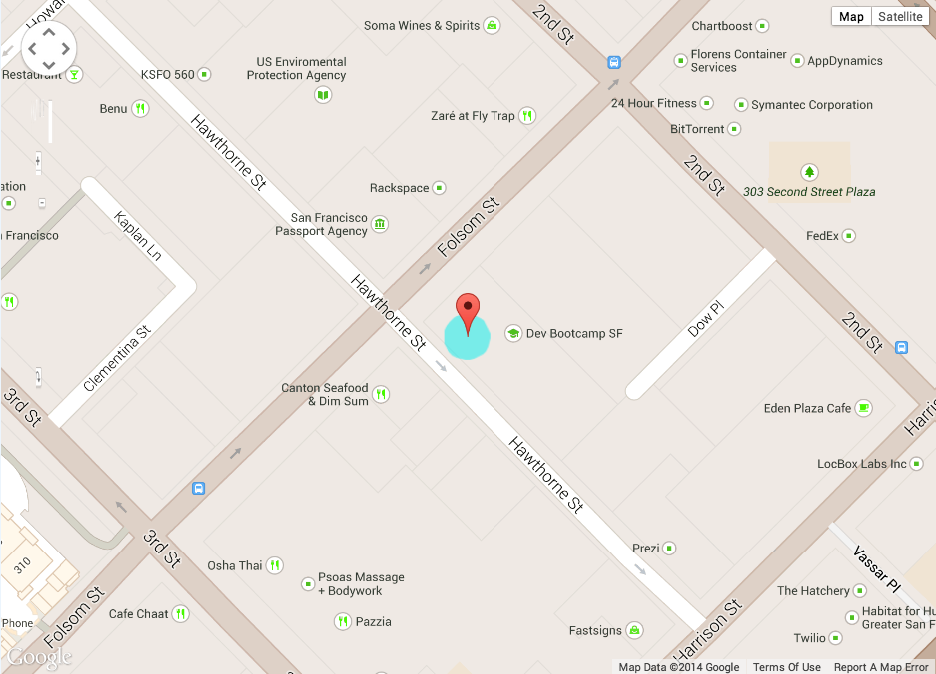 Howar
2nd St
Soma Wines & Spirits
Chartboost
Map
Satellite
Restaurant
KSFO 560
US Enviromental
Protection Agency
Florens Container
Services
AppDynamics
Benu
Zaré at Fly Trap
24 Hour Fitness
Symantec Corporation
BitTorrent
Hawthorne St
2nd St
ation
Rackspace
303 Second Street Plaza
San Francisco
Passport Agency
Folsom St
Kaplan Ln
Francisco
FedEx
Hawthorne St
Dev Bootcamp SF
Dow Pl
2nd St
Clementina St
Canton Seafood
& Dim Sum
3rd St
Eden Plaza Cafe
Harris
LocBox Labs Inc
Hawthorne St
3rd St
Prezi
310
Osha Thai
Psoas Massage
+ Bodywork
Vassar Pl
The Hatchery
Folsom St
Cafe Chaat
Pazzia
Harrison St
Habitat for Hu
Greater San F
Phone
Fastsigns
Twilio
Google
Map Data ©2014 Google
Terms Of Use
Report A Map Error